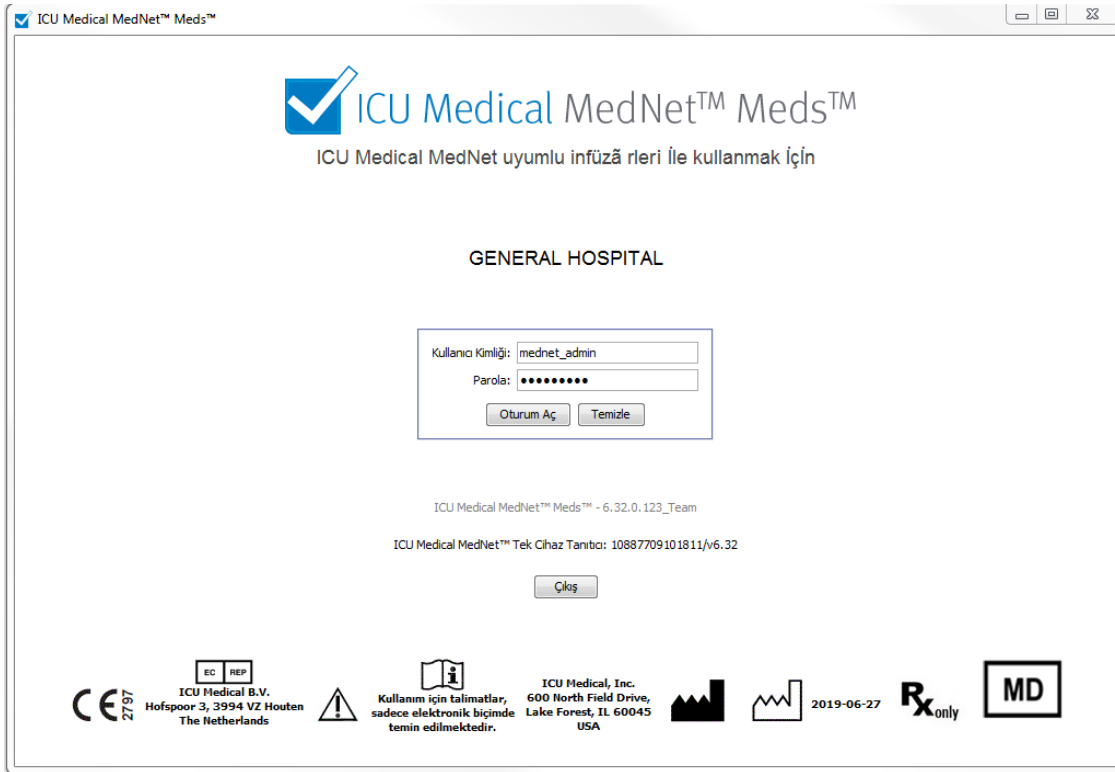 ICU Medical MedNet™ Meds™
ICU Medical MedNet™ Meds™
ICU Medical MedNet uyumlu infüzã rleri İle kullanmak İçİn
GENERAL HOSPITAL
Kullanıcı Kimliği: mednet_admin
Parola: ●●●●●●●●●
Oturum Aç Temizle
ICU Medical MedNet™ Meds™ - 6.32.0.123_Team
ICU Medical MedNet™ Tek Cihaz Tanıtıcı: 10887709101811/v6.32
Çıkış
CE 2797
EC REP
ICU Medical B.V.
Hofspoor 3, 3994 VZ Houten
The Netherlands
Kullanım için talimatlar,
sadece elektronik biçimde
temin edilmektedir.
ICU Medical, Inc.
600 North Field Drive,
Lake Forest, IL 60045
USA
2019-06-27
Rx only
MD